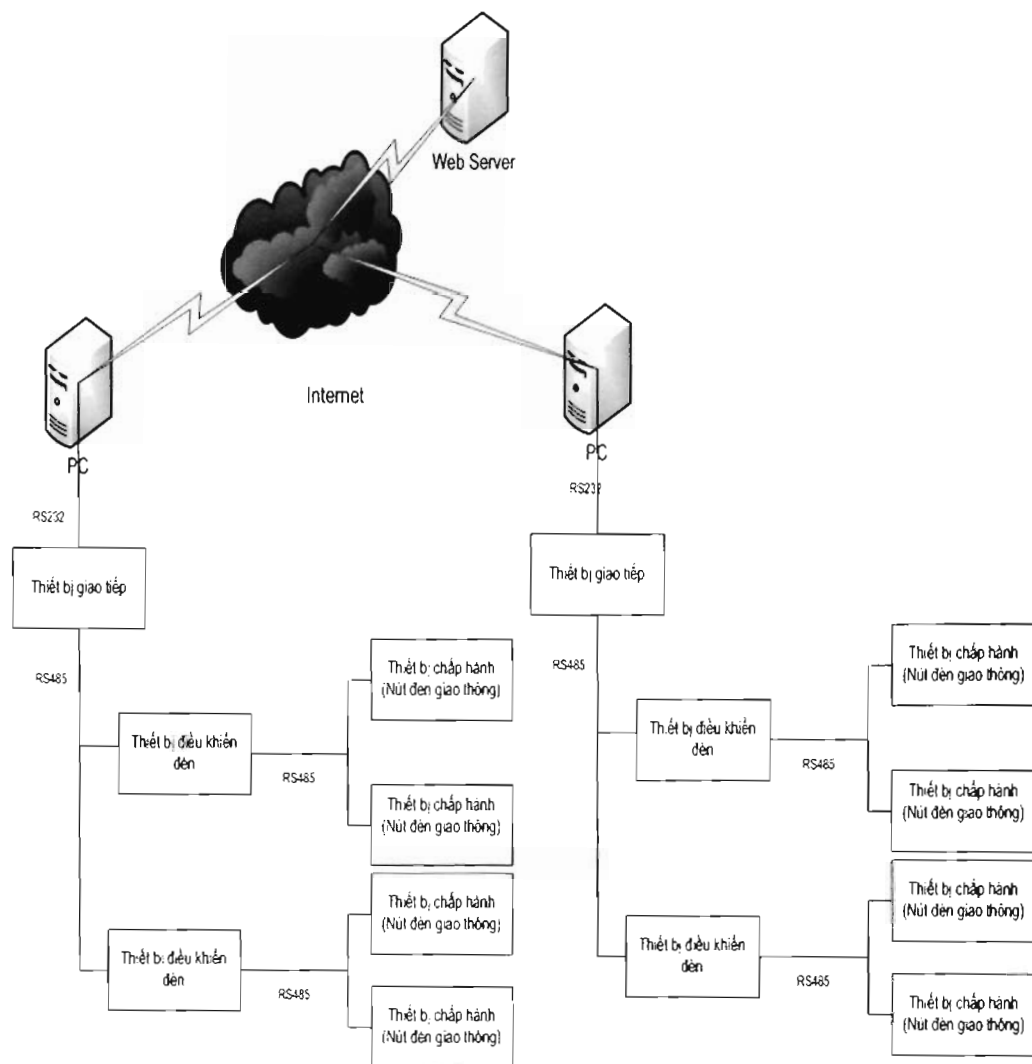 Web Server
Internet
PC
RS232
Thiết bị giao tiếp
RS485
Thiết bị điều khiển
đèn
RS485
Thiết bị chấp hành
(Nút đèn giao thông)
Thiết bị chấp hành
(Nút đèn giao thông)
Thiết bị điều khiển
đèn
RS485
Thiết bị chấp hành
(Nút đèn giao thông)
Thiết bị chấp hành
(Nút đèn giao thông)
PC
RS232
Thiết bị giao tiếp
RS485
Thiết bị điều khiển
đèn
RS485
Thiết bị chấp hành
(Nút đèn giao thông)
Thiết bị chấp hành
(Nút đèn giao thông)
Thiết bị điều khiển
đèn
RS485
Thiết bị chấp hành
(Nút đèn giao thông)
Thiết bị chấp hành
(Nút đèn giao thông)